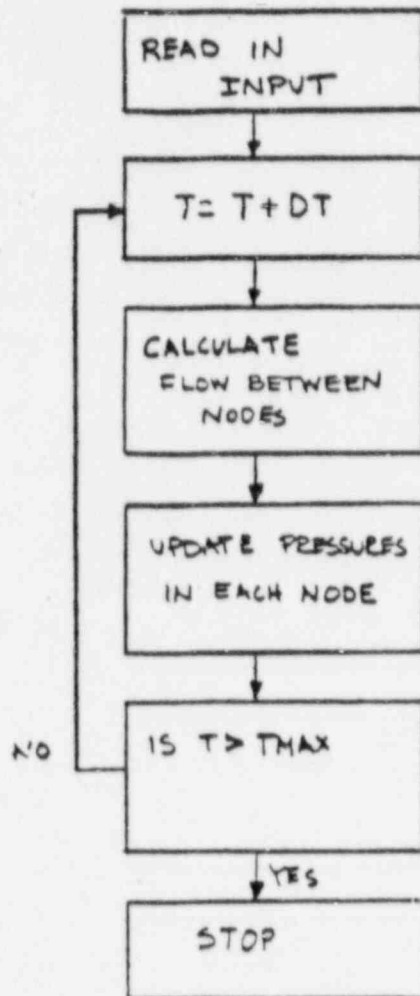 READ IN
INPUT
T= T + DT
CALCULATE
FLOW BETWEEN
NODES
UPDATE PRESSURES
IN EACH NODE
IS T > TMAX
NO
YES
STOP